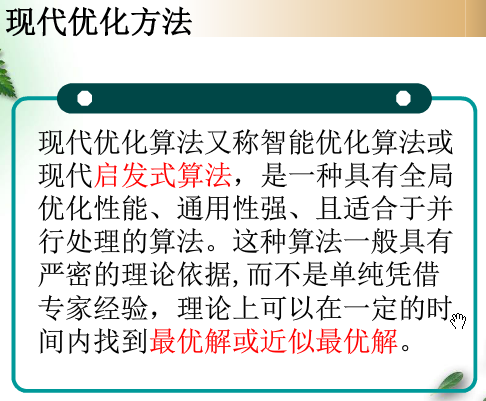 现代优化方法
现代优化算法又称智能优化算法或
现代启发式算法，是一种具有全局
优化性能、通用性强、且适合于并
行处理的算法。这种算法一般具有
严密的理论依据,而不是单纯凭借
专家经验，理论上可以在一定的时
间内找到最优解或近似最优解。